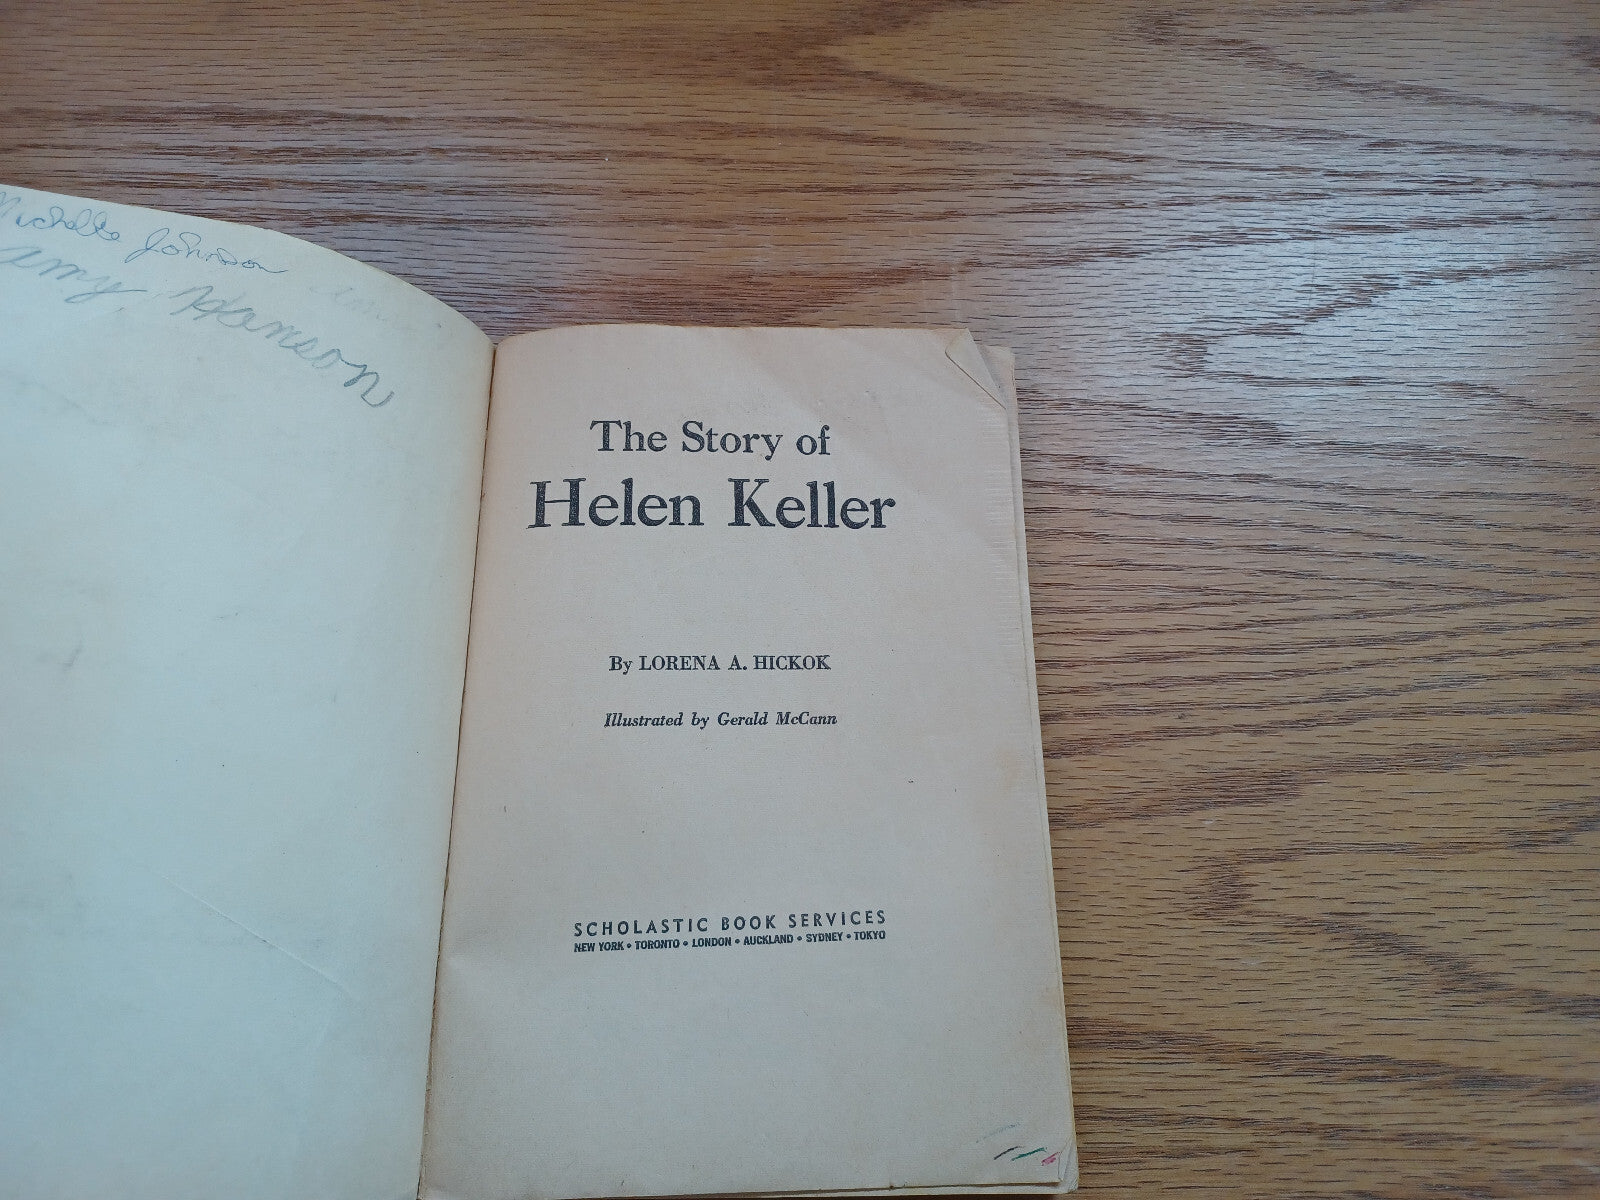 Michelle Johnson
Amy
The Story of
Helen Keller
By LORENA A. HICKOK
Illustrated by Gerald McCann
SCHOLASTIC BOOK SERVICES
NEW YORK • TORONTO • LONDON • AUCKLAND • SYDNEY • TOKYO